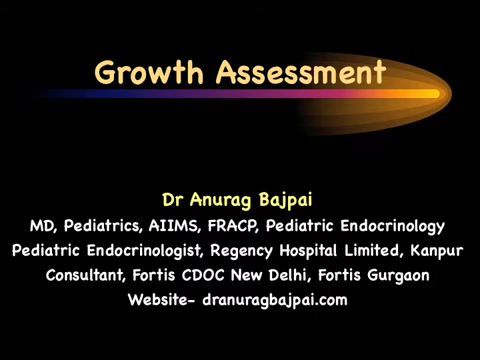 Growth Assessment
Dr Anurag Bajpai
MD, Pediatrics, AIIMS, FRACP, Pediatric Endocrinology
Pediatric Endocrinologist, Regency Hospital Limited, Kanpur
Consultant, Fortis CDOC New Delhi, Fortis Gurgaon
Website- dranuragbajpai.com